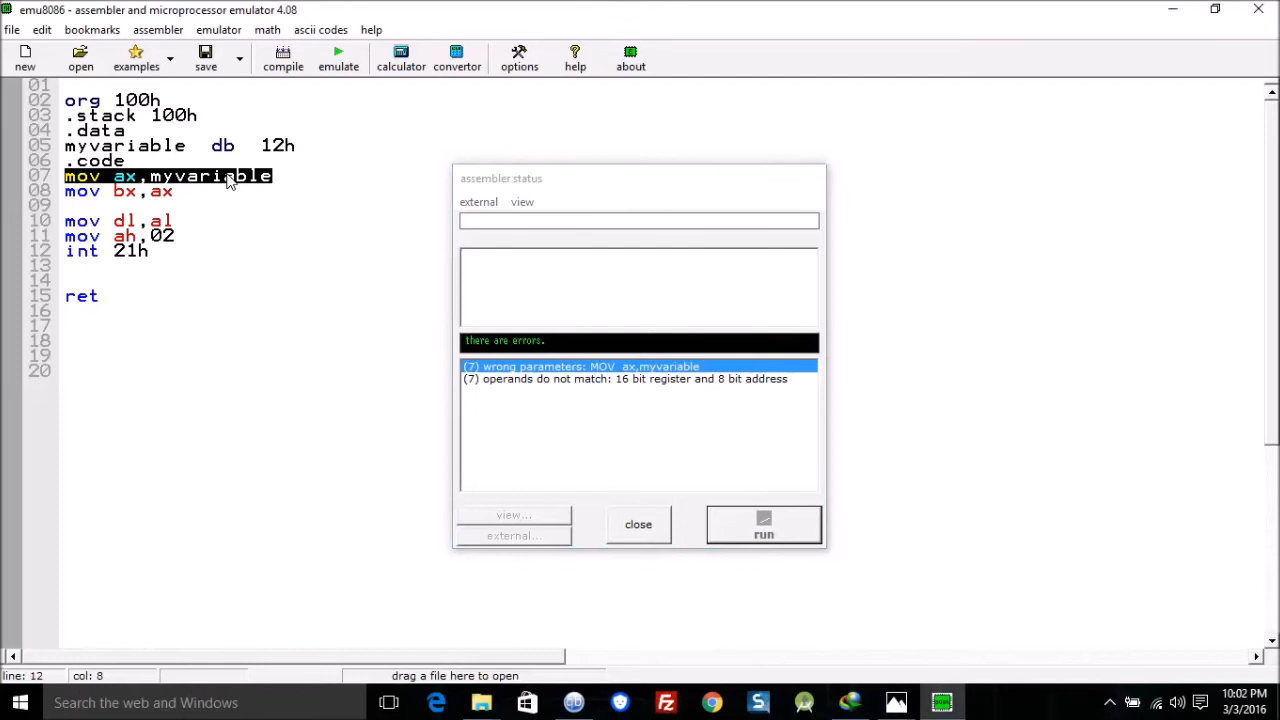 emu8086 - assembler and microprocessor emulator 4.08
file edit bookmarks assembler emulator math ascii codes help
new open examples save compile emulate calculator convertor options help about
01
02 org 100h
03 .stack 100h
04 .data
05 myvariable db 12h
06 .code
07 mov ax,myvariable
08 mov bx,ax
09
10 mov dl,al
11 mov ah,02
12 int 21h
13
14
15 ret
16
17
18
19
20
assembler status
external view
there are errors.
(7) wrong parameters: MOV ax,myvariable
(7) operands do not match: 16 bit register and 8 bit address
view...
external...
close
run
line: 12 col: 8 drag a file here to open
Search the web and Windows
10:02 PM
3/3/2016